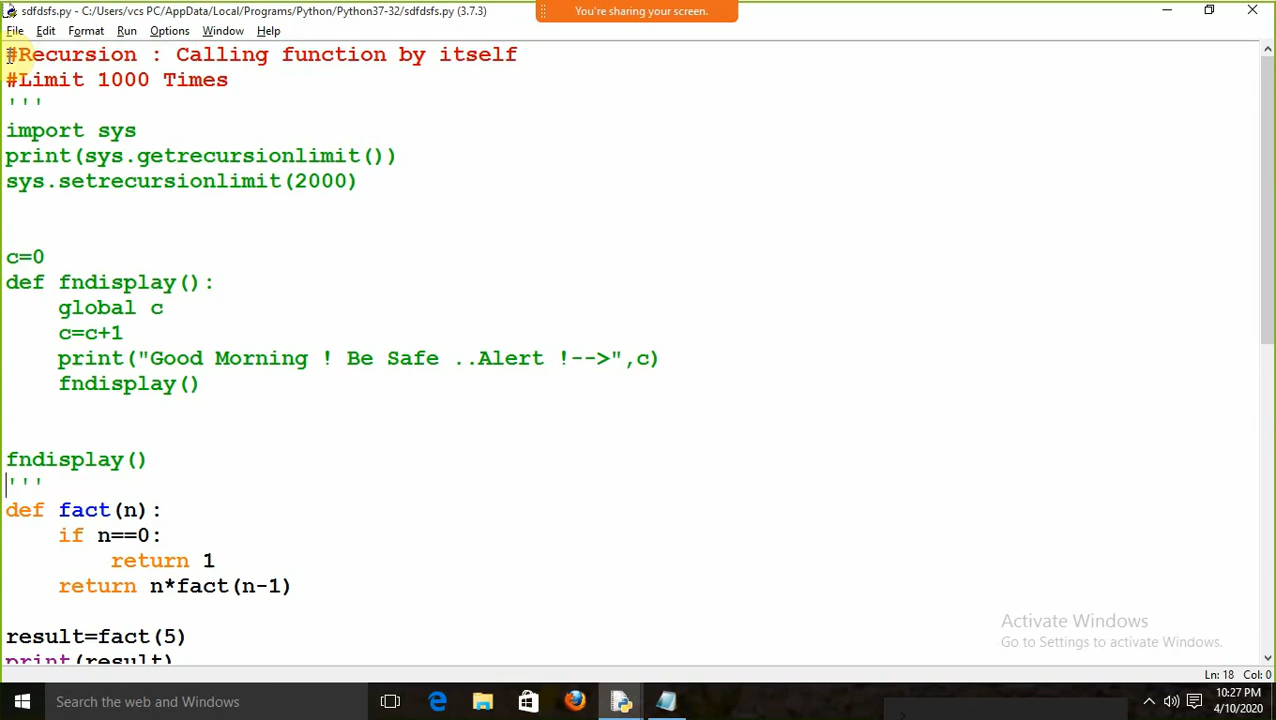 sdfdsfs.py - C:/Users/vcs PC/AppData/Local/Programs/Python/Python37-32/sdfdsfs.py (3.7.3)
You're sharing your screen.
File Edit Format Run Options Window Help
#Recursion : Calling function by itself
#Limit 1000 Times
'''
import sys
print(sys.getrecursionlimit())
sys.setrecursionlimit(2000)
c=0
def fndisplay():
    global c
    c=c+1
    print("Good Morning ! Be Safe ..Alert !-->",c)
    fndisplay()
fndisplay()
'''
def fact(n):
    if n==0:
        return 1
    return n*fact(n-1)
result=fact(5)
print(result)
Activate Windows
Go to Settings to activate Windows.
Ln: 18 Col: 0
Search the web and Windows
10:27 PM
4/10/2020